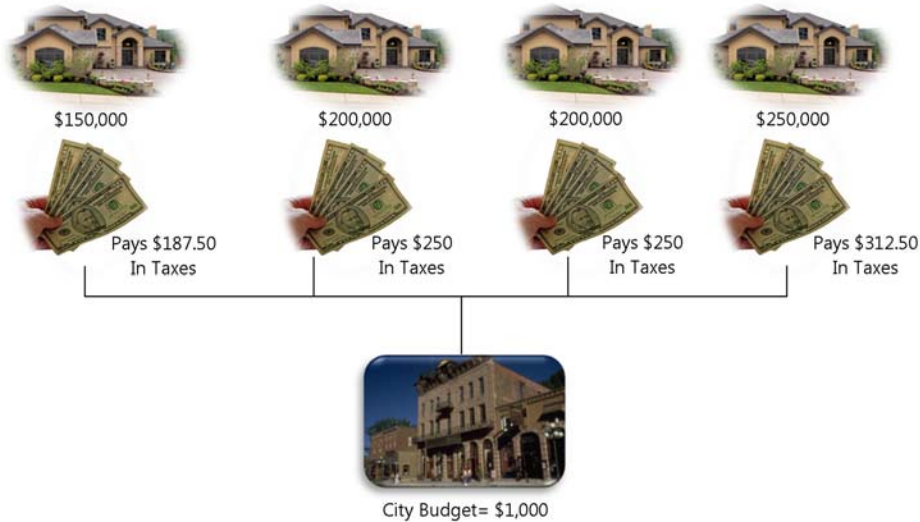 $150,000
$200,000
$200,000
$250,000
Pays $187.50
In Taxes
Pays $250
In Taxes
Pays $250
In Taxes
Pays $312.50
In Taxes
City Budget= $1,000